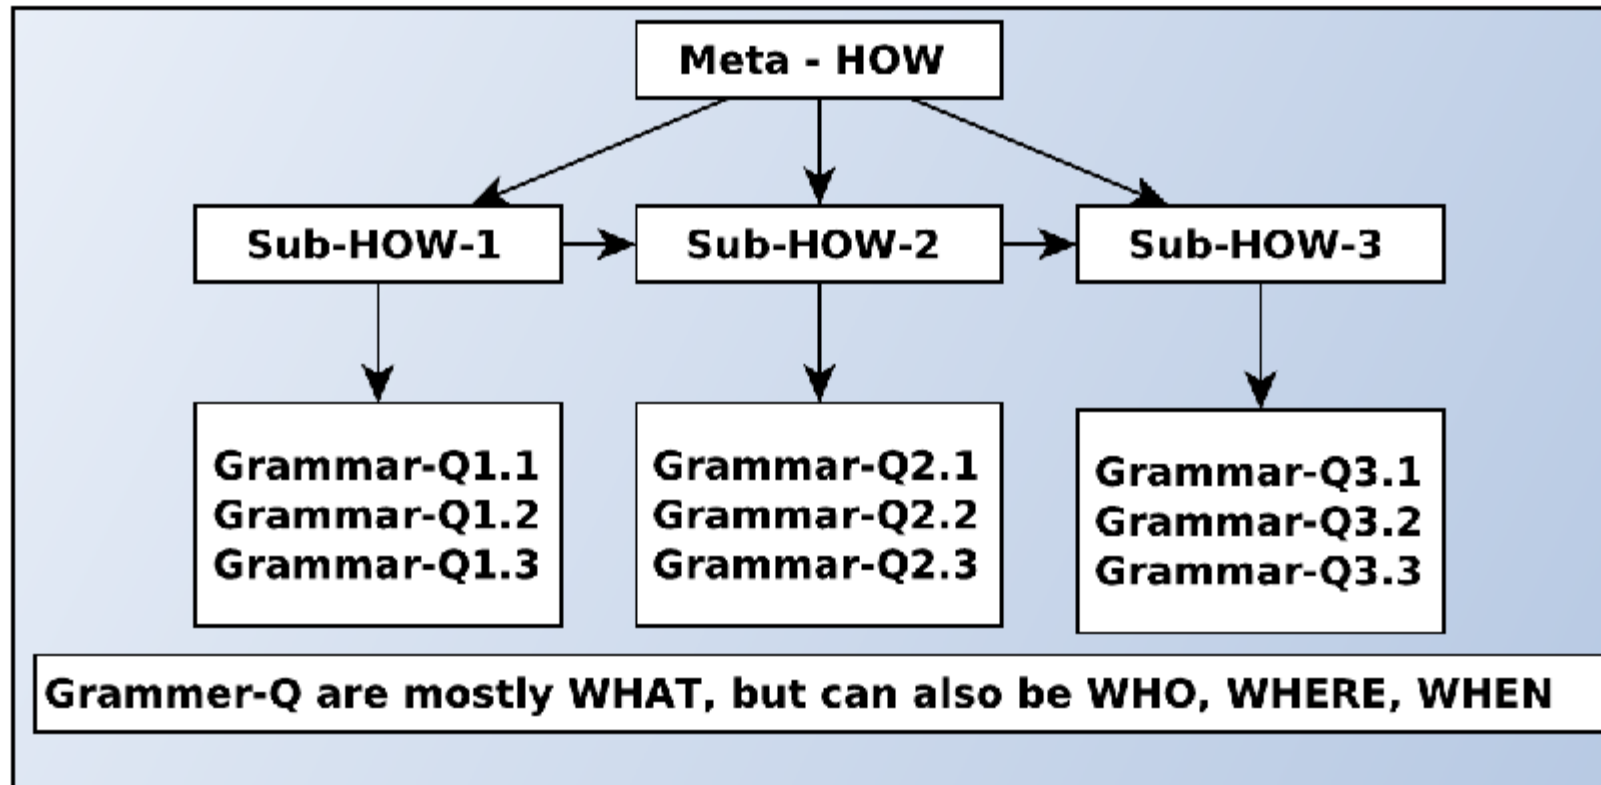 Meta - HOW
Sub-HOW-1
Sub-HOW-2
Sub-HOW-3
Grammar-Q1.1
Grammar-Q1.2
Grammar-Q1.3
Grammar-Q2.1
Grammar-Q2.2
Grammar-Q2.3
Grammar-Q3.1
Grammar-Q3.2
Grammar-Q3.3
Grammer-Q are mostly WHAT, but can also be WHO, WHERE, WHEN